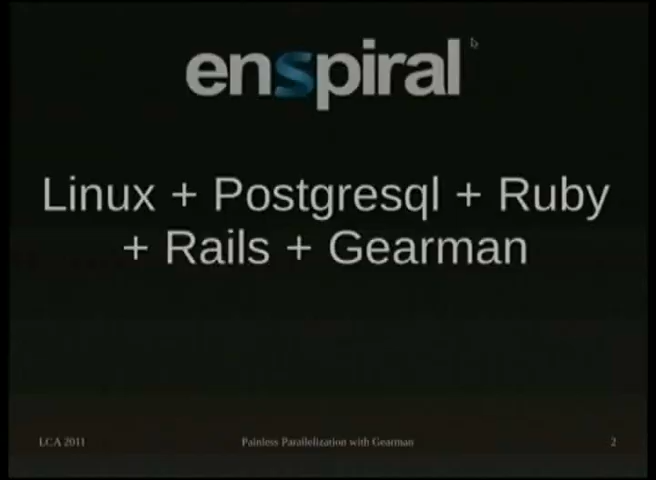 enspiral
Linux + Postgresql + Ruby
+ Rails + Gearman
LCA 2011 Painless Parallelization with Gearman 2